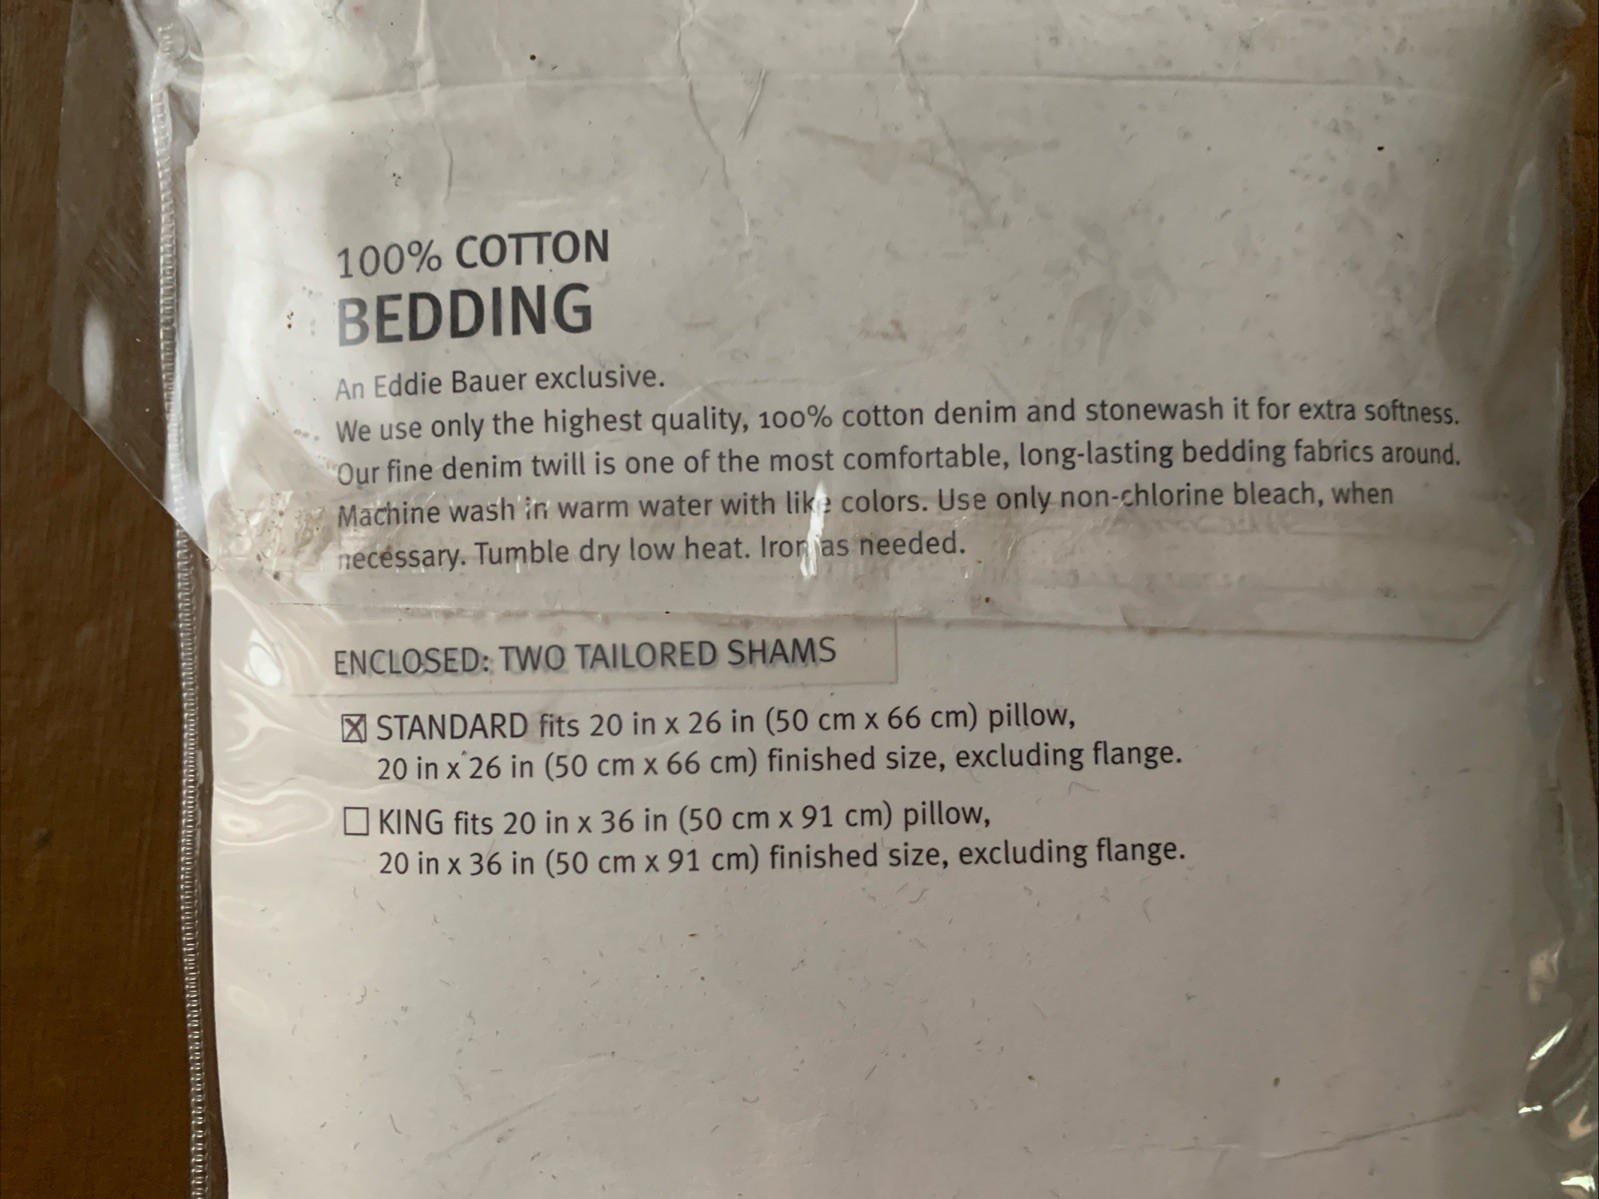 100% COTTON
BEDDING
An Eddie Bauer exclusive.
We use only the highest quality, 100% cotton denim and stonewash it for extra softness.
Our fine denim twill is one of the most comfortable, long-lasting bedding fabrics around.
Machine wash in warm water with like colors. Use only non-chlorine bleach, when
necessary. Tumble dry low heat. Iron as needed.
ENCLOSED: TWO TAILORED SHAMS
☒ STANDARD fits 20 in x 26 in (50 cm x 66 cm) pillow,
20 in x 26 in (50 cm x 66 cm) finished size, excluding flange.
☐ KING fits 20 in x 36 in (50 cm x 91 cm) pillow,
20 in x 36 in (50 cm x 91 cm) finished size, excluding flange.